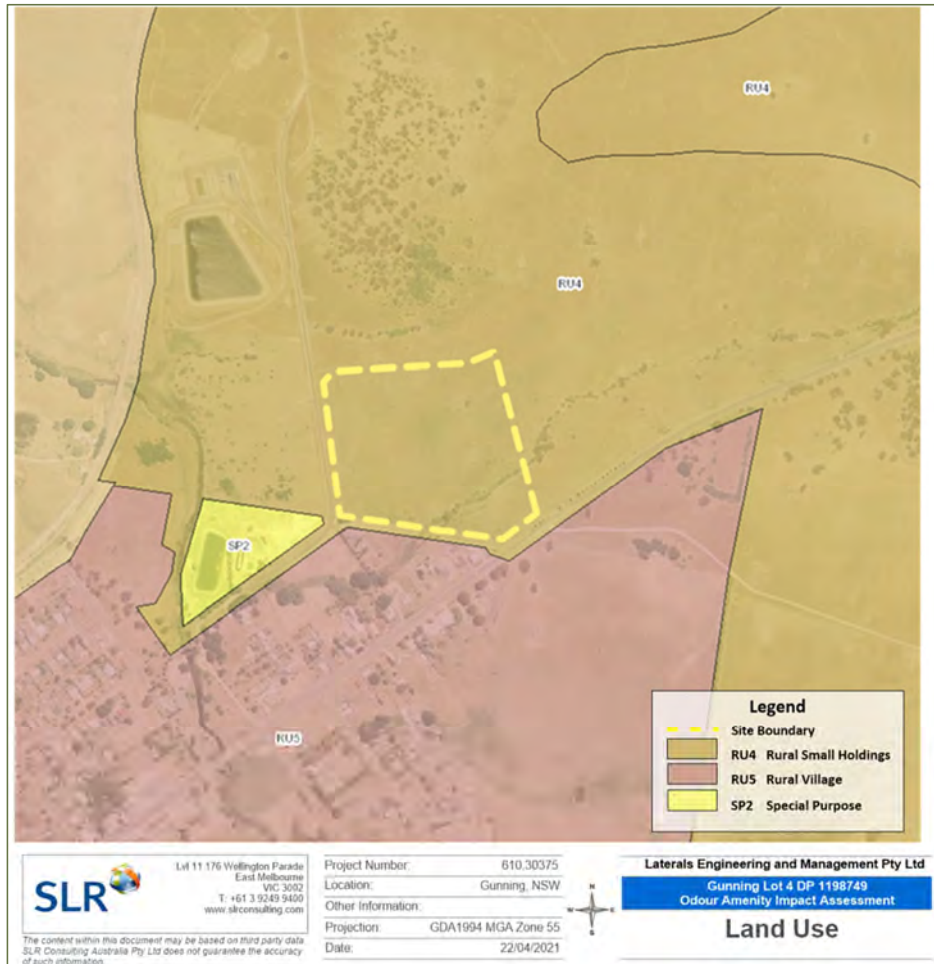 RU4
RU4
SP2
RU5
Legend
Site Boundary
RU4 Rural Small Holdings
RU5 Rural Village
SP2 Special Purpose
SLR
Lvl 11 176 Wellington Parade
East Melbourne
VIC 3002
T: +61 3 9249 9400
www.slrconsulting.com
The content within this document may be based on third party data.
SLR Consulting Australia Pty Ltd does not guarantee the accuracy
of such information.
Project Number: 610.30375
Location: Gunning, NSW
Other Information:
Projection: GDA1994 MGA Zone 55
Date: 22/04/2021
N
W E
S
Laterals Engineering and Management Pty Ltd
Gunning Lot 4 DP 1198749
Odour Amenity Impact Assessment
Land Use